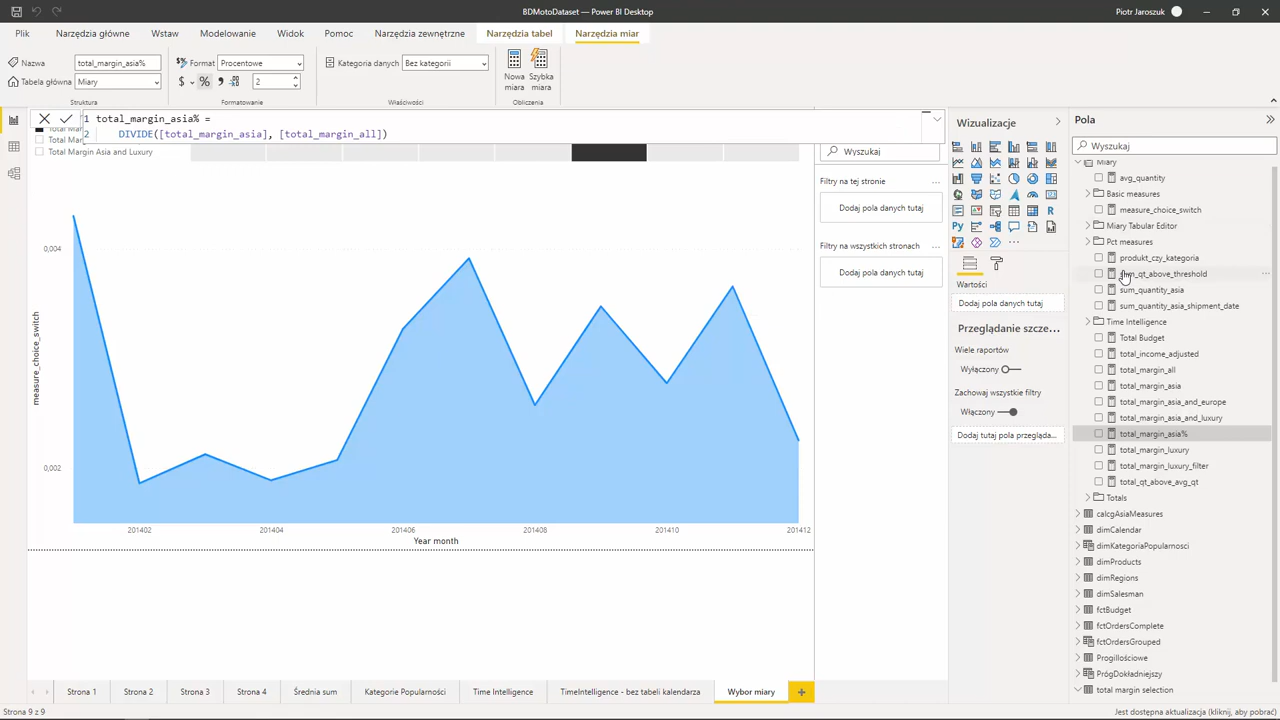 BDMotoDataset — Power BI Desktop
Piotr Jaroszuk
Plik
Narzędzia główne
Wstaw
Modelowanie
Widok
Pomoc
Narzędzia zewnętrzne
Narzędzia tabel
Narzędzia miar
Nazwa
total_margin_asia%
Tabela główna
Miary
Struktura
Format
Procentowe
$ % 2
Formatowanie
Kategoria danych
Bez kategorii
Właściwości
Nowa miara
Szybka miara
Obliczenia
1 total_margin_asia% =
2 DIVIDE([total_margin_asia], [total_margin_all])
Total Mar
Total Margin Asia and Luxury
0,004
0,002
measure_choice_switch
201402
201404
201406
201408
201410
201412
Year month
Wyszukaj
Filtry na tej stronie
...
Dodaj pola danych tutaj
Filtry na wszystkich stronach
...
Dodaj pola danych tutaj
Wizualizacje
R
Py
...
Wartości
Dodaj pola danych tutaj
Przeglądanie szcze...
Wiele raportów
Wyłączony
Zachowaj wszystkie filtry
Włączony
Dodaj tutaj pola przegląda...
Pola
Wyszukaj
Miary
avg_quantity
Basic measures
measure_choice_switch
Miary Tabular Editor
Pct measures
produkt_czy_kategoria
_qt_above_threshold
sum_quantity_asia
sum_quantity_asia_shipment_date
Time Intelligence
Total Budget
total_income_adjusted
total_margin_all
total_margin_asia
total_margin_asia_and_europe
total_margin_asia_and_luxury
total_margin_asia%
total_margin_luxury
total_margin_luxury_filter
total_qt_above_avg_qt
Totals
calcgAsiaMeasures
dimCalendar
dimKategoriaPopularnosci
dimProducts
dimRegions
dimSalesman
fctBudget
fctOrdersComplete
fctOrdersGrouped
ProgiIlościowe
PrógDokładniejszy
total margin selection
Strona 1
Strona 2
Strona 3
Strona 4
Średnia sum
Kategorie Popularności
Time Intelligence
TimeIntelligence - bez tabeli kalendarza
Wybor miary
Strona 9 z 9
Jest dostępna aktualizacja (kliknij, aby pobrać)